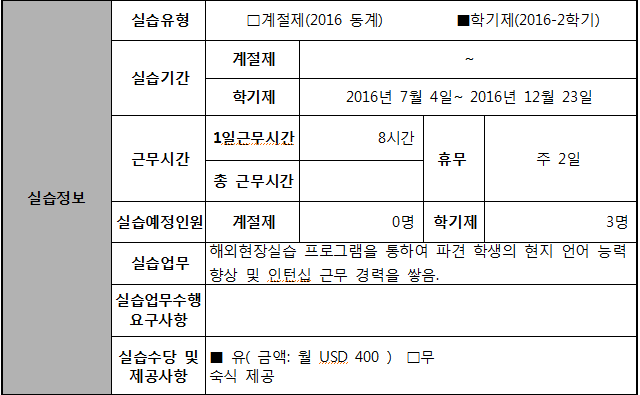 실습정보
실습유형 □계절제(2016 동계) ■학기제(2016-2학기)
실습기간 계절제 ~
학기제 2016년 7월 4일~ 2016년 12월 23일
근무시간 1일근무시간 8시간 휴무 주 2일
총 근무시간
실습예정인원 계절제 0명 학기제 3명
실습업무 해외현장실습 프로그램을 통하여 파견 학생의 현지 언어 능력
향상 및 인턴십 근무 경력을 쌓음.
실습업무수행
요구사항
실습수당 및 ■ 유( 금액: 월 USD 400 ) □무
제공사항 숙식 제공